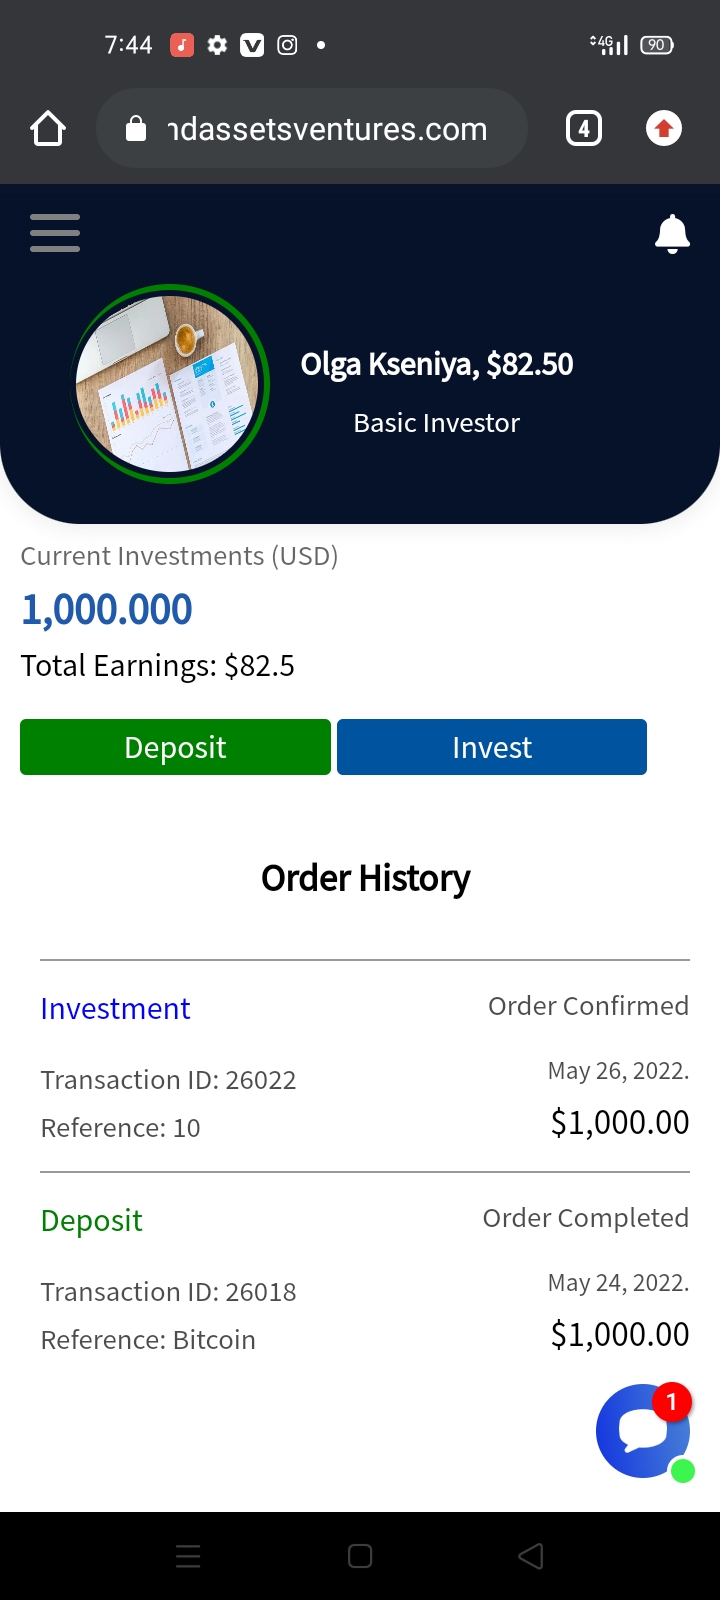 7:44 4G 90
ndassetsventures.com 4
Olga Kseniya, $82.50
Basic Investor
Current Investments (USD)
1,000.000
Total Earnings: $82.5
Deposit Invest
Order History
Investment Order Confirmed
Transaction ID: 26022 May 26, 2022.
Reference: 10 $1,000.00
Deposit Order Completed
Transaction ID: 26018 May 24, 2022.
Reference: Bitcoin $1,000.00
1